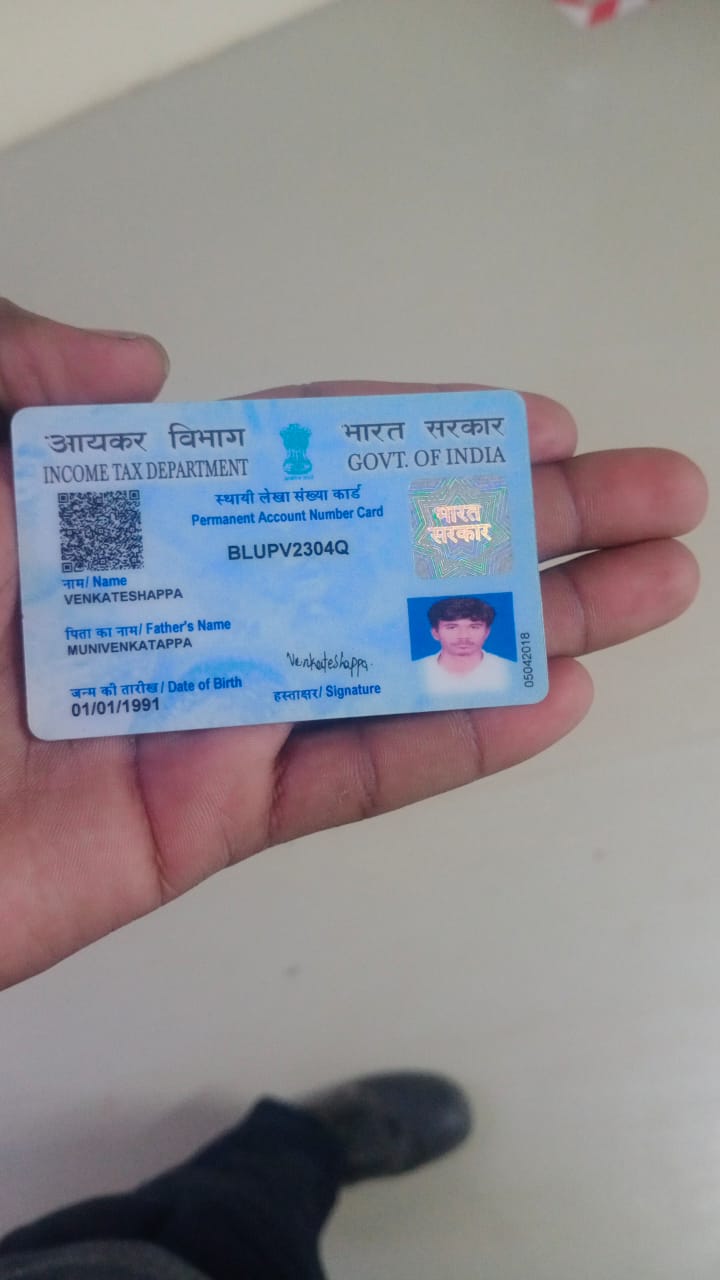 आयकर विभाग
INCOME TAX DEPARTMENT
भारत सरकार
GOVT. OF INDIA
स्थायी लेखा संख्या कार्ड
Permanent Account Number Card
BLUPV2304Q
भारत
सरकार
नाम/ Name
VENKATESHAPPA
पिता का नाम/ Father's Name
MUNIVENKATAPPA
जन्म की तारीख / Date of Birth
01/01/1991
Venkateshappa.
हस्ताक्षर/ Signature
05042018